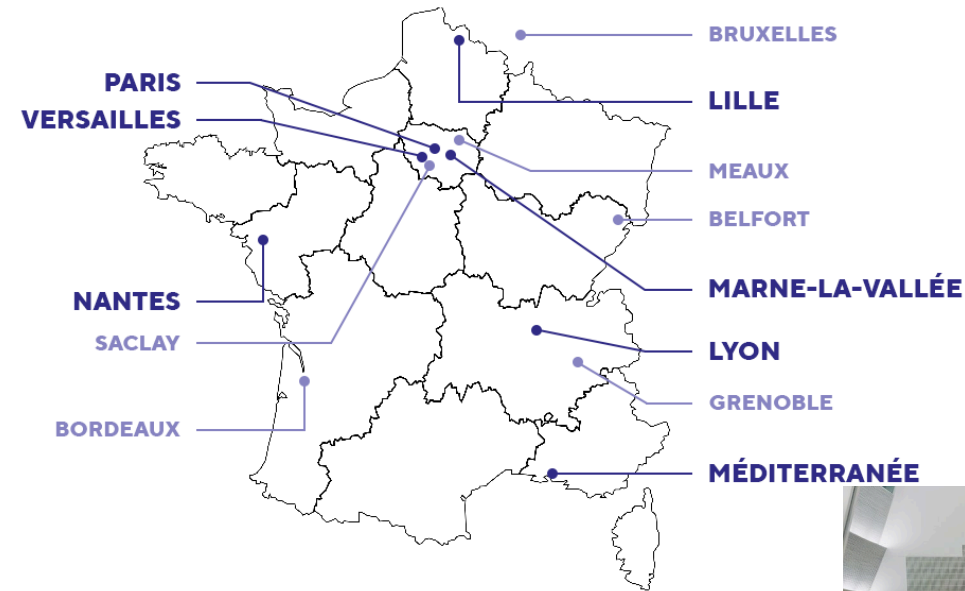 BRUXELLES
PARIS
LILLE
VERSAILLES
MEAUX
BELFORT
MARNE-LA-VALLÉE
NANTES
SACLAY
LYON
GRENOBLE
BORDEAUX
MÉDITERRANÉE